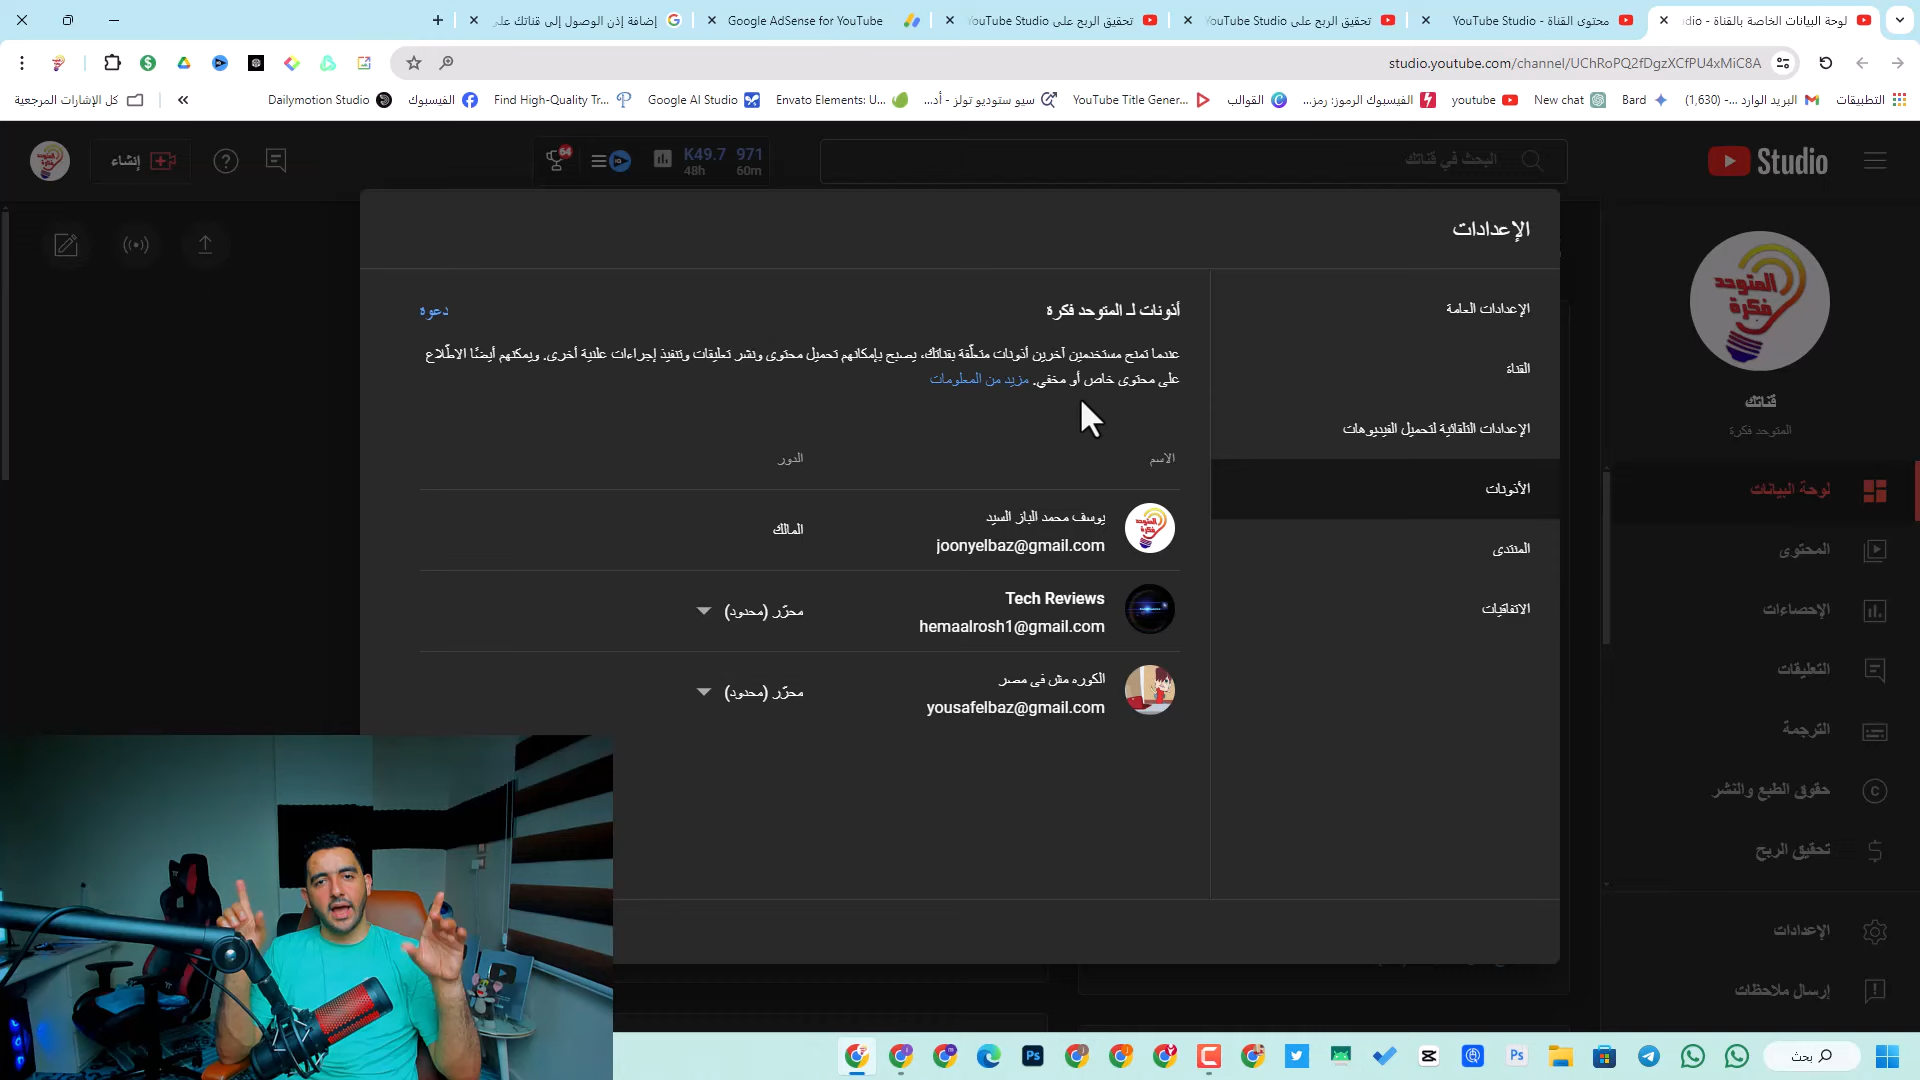 لوحة البيانات الخاصة بالقناة - dio
محتوى القناة - YouTube Studio
تحقيق الربح على YouTube Studio
تحقيق الربح على YouTube Studio
Google AdSense for YouTube
إضافة إذن الوصول إلى قناتك على
studio.youtube.com/channel/UChRoPQ2fDgzXCfPU4xMiC8A
التطبيقات
البريد الوارد -... (1,630)
Bard
New chat
youtube
الفيسبوك الرموز: رمز...
القوالب
YouTube Title Gener...
سيو ستوديو تولز - أد...
Envato Elements: U...
Google AI Studio
Find High-Quality Tr...
الفيسبوك
Dailymotion Studio
»
كل الإشارات المرجعية
Studio
البحث في قناتك
971 K49.7
60m 48h
64
إنشاء
المتوحد
فكرة
قناتك
المتوحد فكرة
لوحة البيانات
المحتوى
الإحصاءات
التعليقات
الترجمة
حقوق الطبع والنشر
تحقيق الربح
الإعدادات
إرسال ملاحظات
الإعدادات
الإعدادات العامة
القناة
الإعدادات التلقائية لتحميل الفيديوهات
الأذونات
المنتدى
الاتفاقيات
أذونات لـ المتوحد فكرة
دعوة
عندما تمنح مستخدمين آخرين أذونات متعلّقة بقناتك، يصبح بإمكانهم تحميل محتوى ونشر تعليقات وتنفيذ إجراءات علنية أخرى. ويمكنهم أيضًا الاطّلاع
على محتوى خاص أو مخفي. مزيد من المعلومات
الاسم
الدور
يوسف محمد الباز السيد
joonyelbaz@gmail.com
المالك
Tech Reviews
hemaalrosh1@gmail.com
محرّر (محدود)
الكوره مش فى مصر
yousafelbaz@gmail.com
محرّر (محدود)
بحث